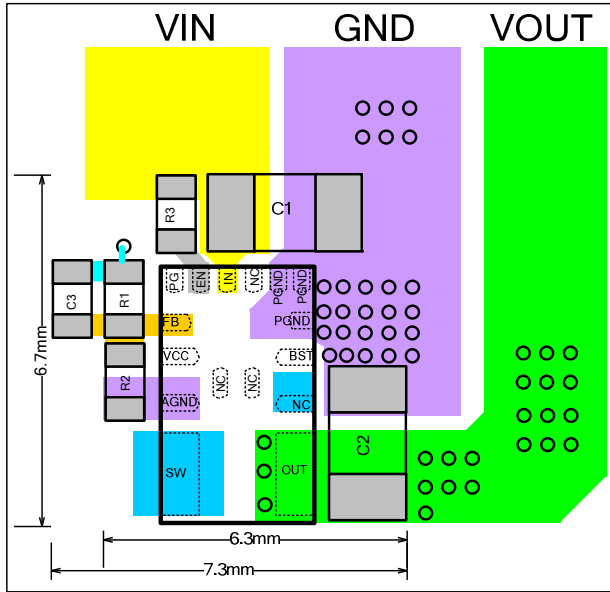 VIN GND VOUT
R3
C1
PG EN IN NC PGND PGND
C3 R1
FB PGND
VCC BST
R2 NC NC
AGND NC
SW OUT
C2
6.7mm
6.3mm
7.3mm